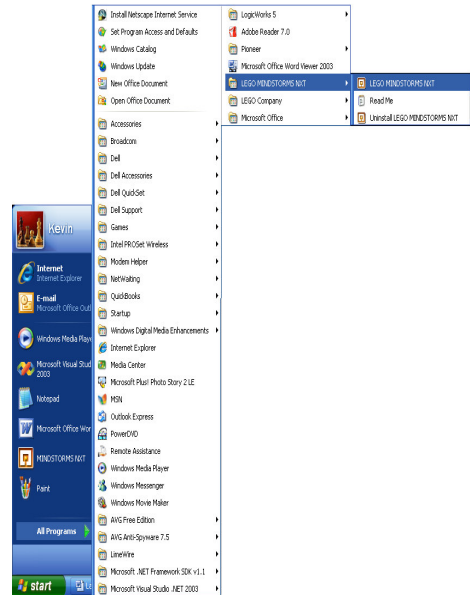 Install Netscape Internet Service
Set Program Access and Defaults
Windows Catalog
Windows Update
New Office Document
Open Office Document
Accessories
Broadcom
Dell
Dell Accessories
Dell QuickSet
Dell Support
Games
Intel PROSet Wireless
Modem Helper
NetWaiting
QuickBooks
Startup
Windows Digital Media Enhancements
Internet Explorer
Media Center
Microsoft Plus! Photo Story 2 LE
MSN
Outlook Express
PowerDVD
Remote Assistance
Windows Media Player
Windows Messenger
Windows Movie Maker
AVG Free Edition
AVG Anti-Spyware 7.5
LimeWire
Microsoft .NET Framework SDK v1.1
Microsoft Visual Studio .NET 2003
LogicWorks 5
Adobe Reader 7.0
Pioneer
Microsoft Office Word Viewer 2003
LEGO MINDSTORMS NXT
LEGO Company
Microsoft Office
LEGO MINDSTORMS NXT
Read Me
Uninstall LEGO MINDSTORMS NXT
Kevin
Internet
Internet Explorer
E-mail
Microsoft Office Outl
Windows Media Playe
Microsoft Visual Stud
2003
Notepad
Microsoft Office Wor
MINDSTORMS NXT
Paint
All Programs
start